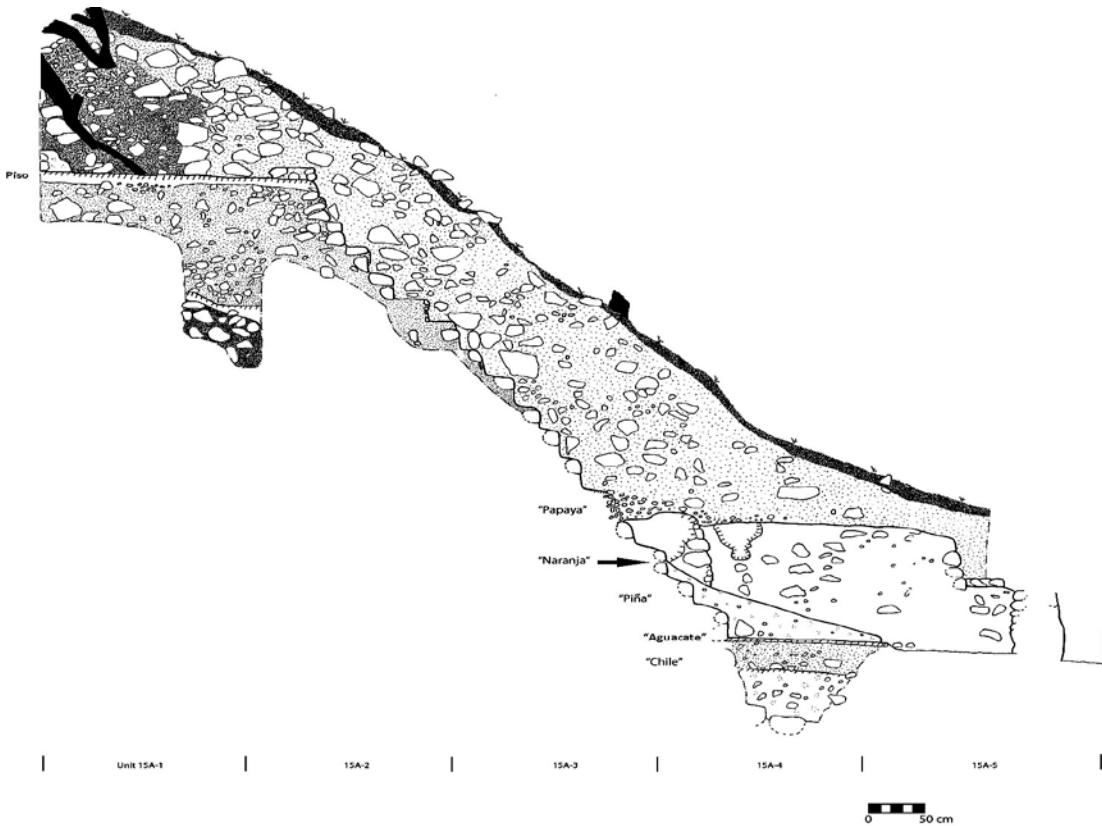 Piso
"Papaya"
"Naranja"
"Piña"
"Aguacate"
"Chile"
Unit 15A-1
15A-2
15A-3
15A-4
15A-5
0 50 cm